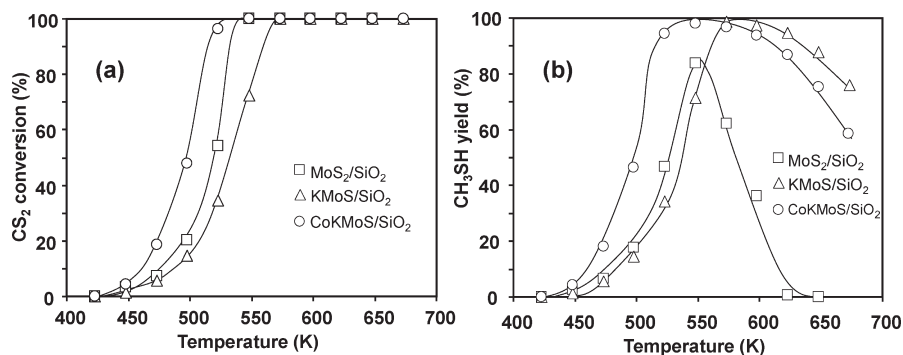 (a)
CS2 conversion (%)
100
80
60
40
20
0
MoS2/SiO2
KMoS/SiO2
CoKMoS/SiO2
400 450 500 550 600 650 700
Temperature (K)
(b)
CH3SH yield (%)
100
80
60
40
20
0
MoS2/SiO2
KMoS/SiO2
CoKMoS/SiO2
400 450 500 550 600 650 700
Temperature (K)